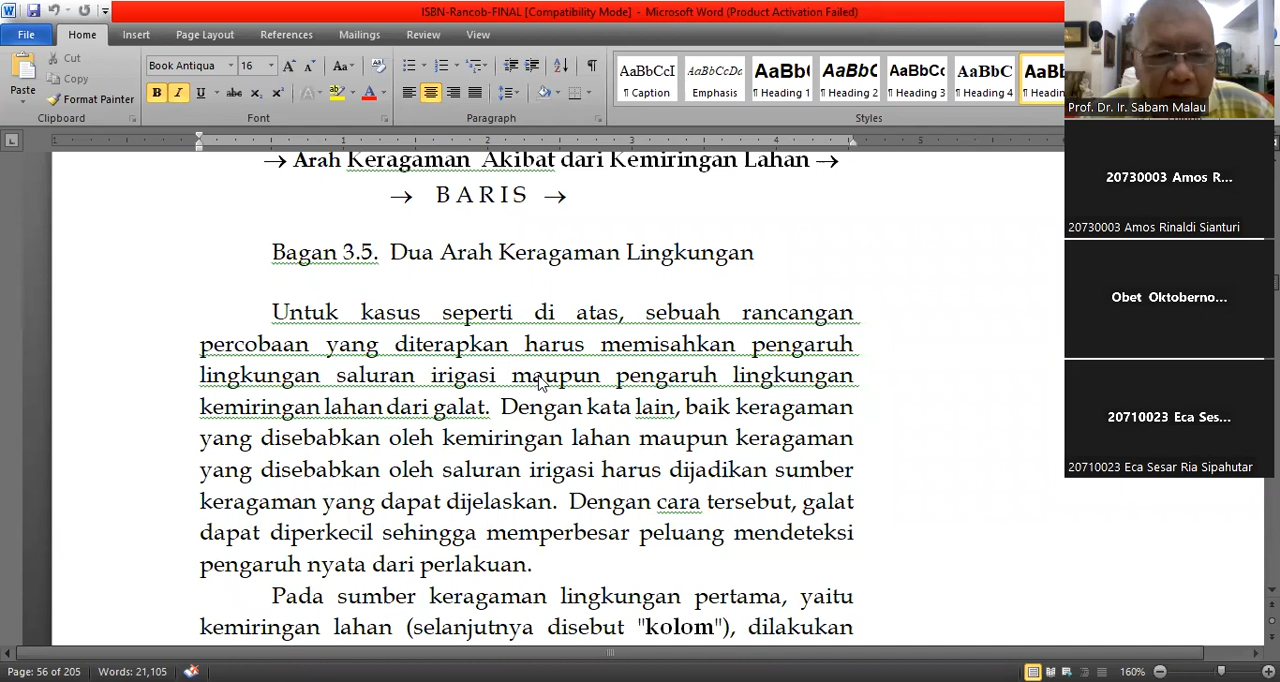 ISBN-Rancob-FINAL [Compatibility Mode] - Microsoft Word (Product Activation Failed)
File Home Insert Page Layout References Mailings Review View
Cut
Copy
Format Painter
Paste
Clipboard
Book Antiqua 16
Font
Paragraph
AaBbCcI AaBbCcDc AaBb( AaBbC AaBbCc AaBbC AaBb
¶ Caption Emphasis ¶ Heading 1 ¶ Heading 2 ¶ Heading 3 ¶ Heading 4 ¶ Heading
Styles
→ Arah Keragaman Akibat dari Kemiringan Lahan →
→ B A R I S →
Bagan 3.5. Dua Arah Keragaman Lingkungan
Untuk kasus seperti di atas, sebuah rancangan
percobaan yang diterapkan harus memisahkan pengaruh
lingkungan saluran irigasi maupun pengaruh lingkungan
kemiringan lahan dari galat. Dengan kata lain, baik keragaman
yang disebabkan oleh kemiringan lahan maupun keragaman
yang disebabkan oleh saluran irigasi harus dijadikan sumber
keragaman yang dapat dijelaskan. Dengan cara tersebut, galat
dapat diperkecil sehingga memperbesar peluang mendeteksi
pengaruh nyata dari perlakuan.
Pada sumber keragaman lingkungan pertama, yaitu
kemiringan lahan (selanjutnya disebut "kolom"), dilakukan
Page: 56 of 205 Words: 21,105 160%
Prof. Dr. Ir. Sabam Malau
20730003 Amos R...
20730003 Amos Rinaldi Sianturi
Obet Oktoberno...
20710023 Eca Ses...
20710023 Eca Sesar Ria Sipahutar